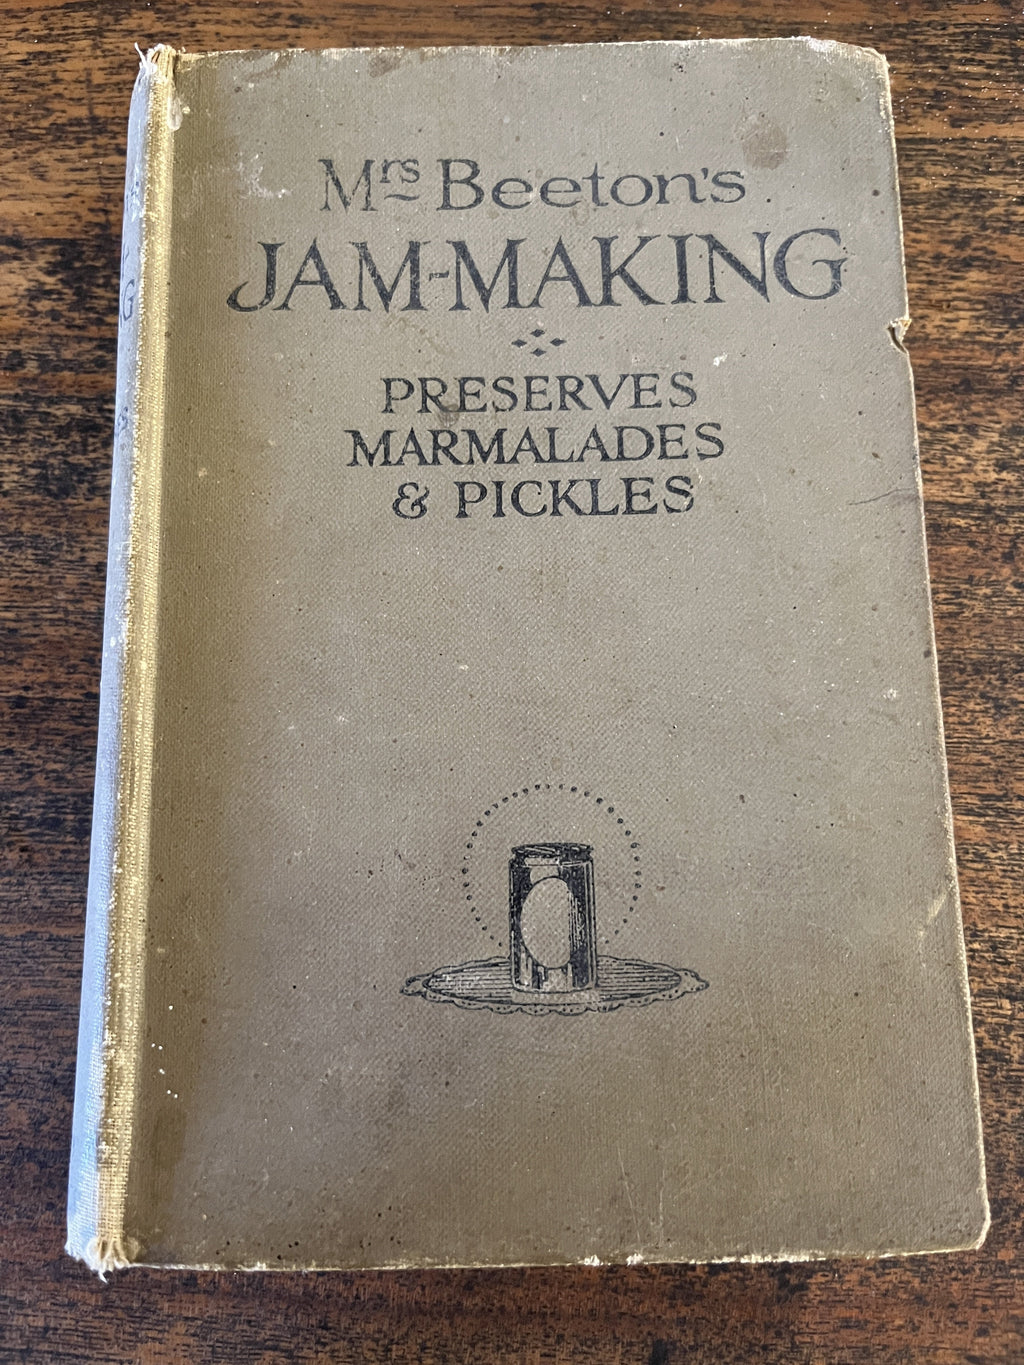 Mrs Beeton's
JAM-MAKING
PRESERVES
MARMALADES
& PICKLES